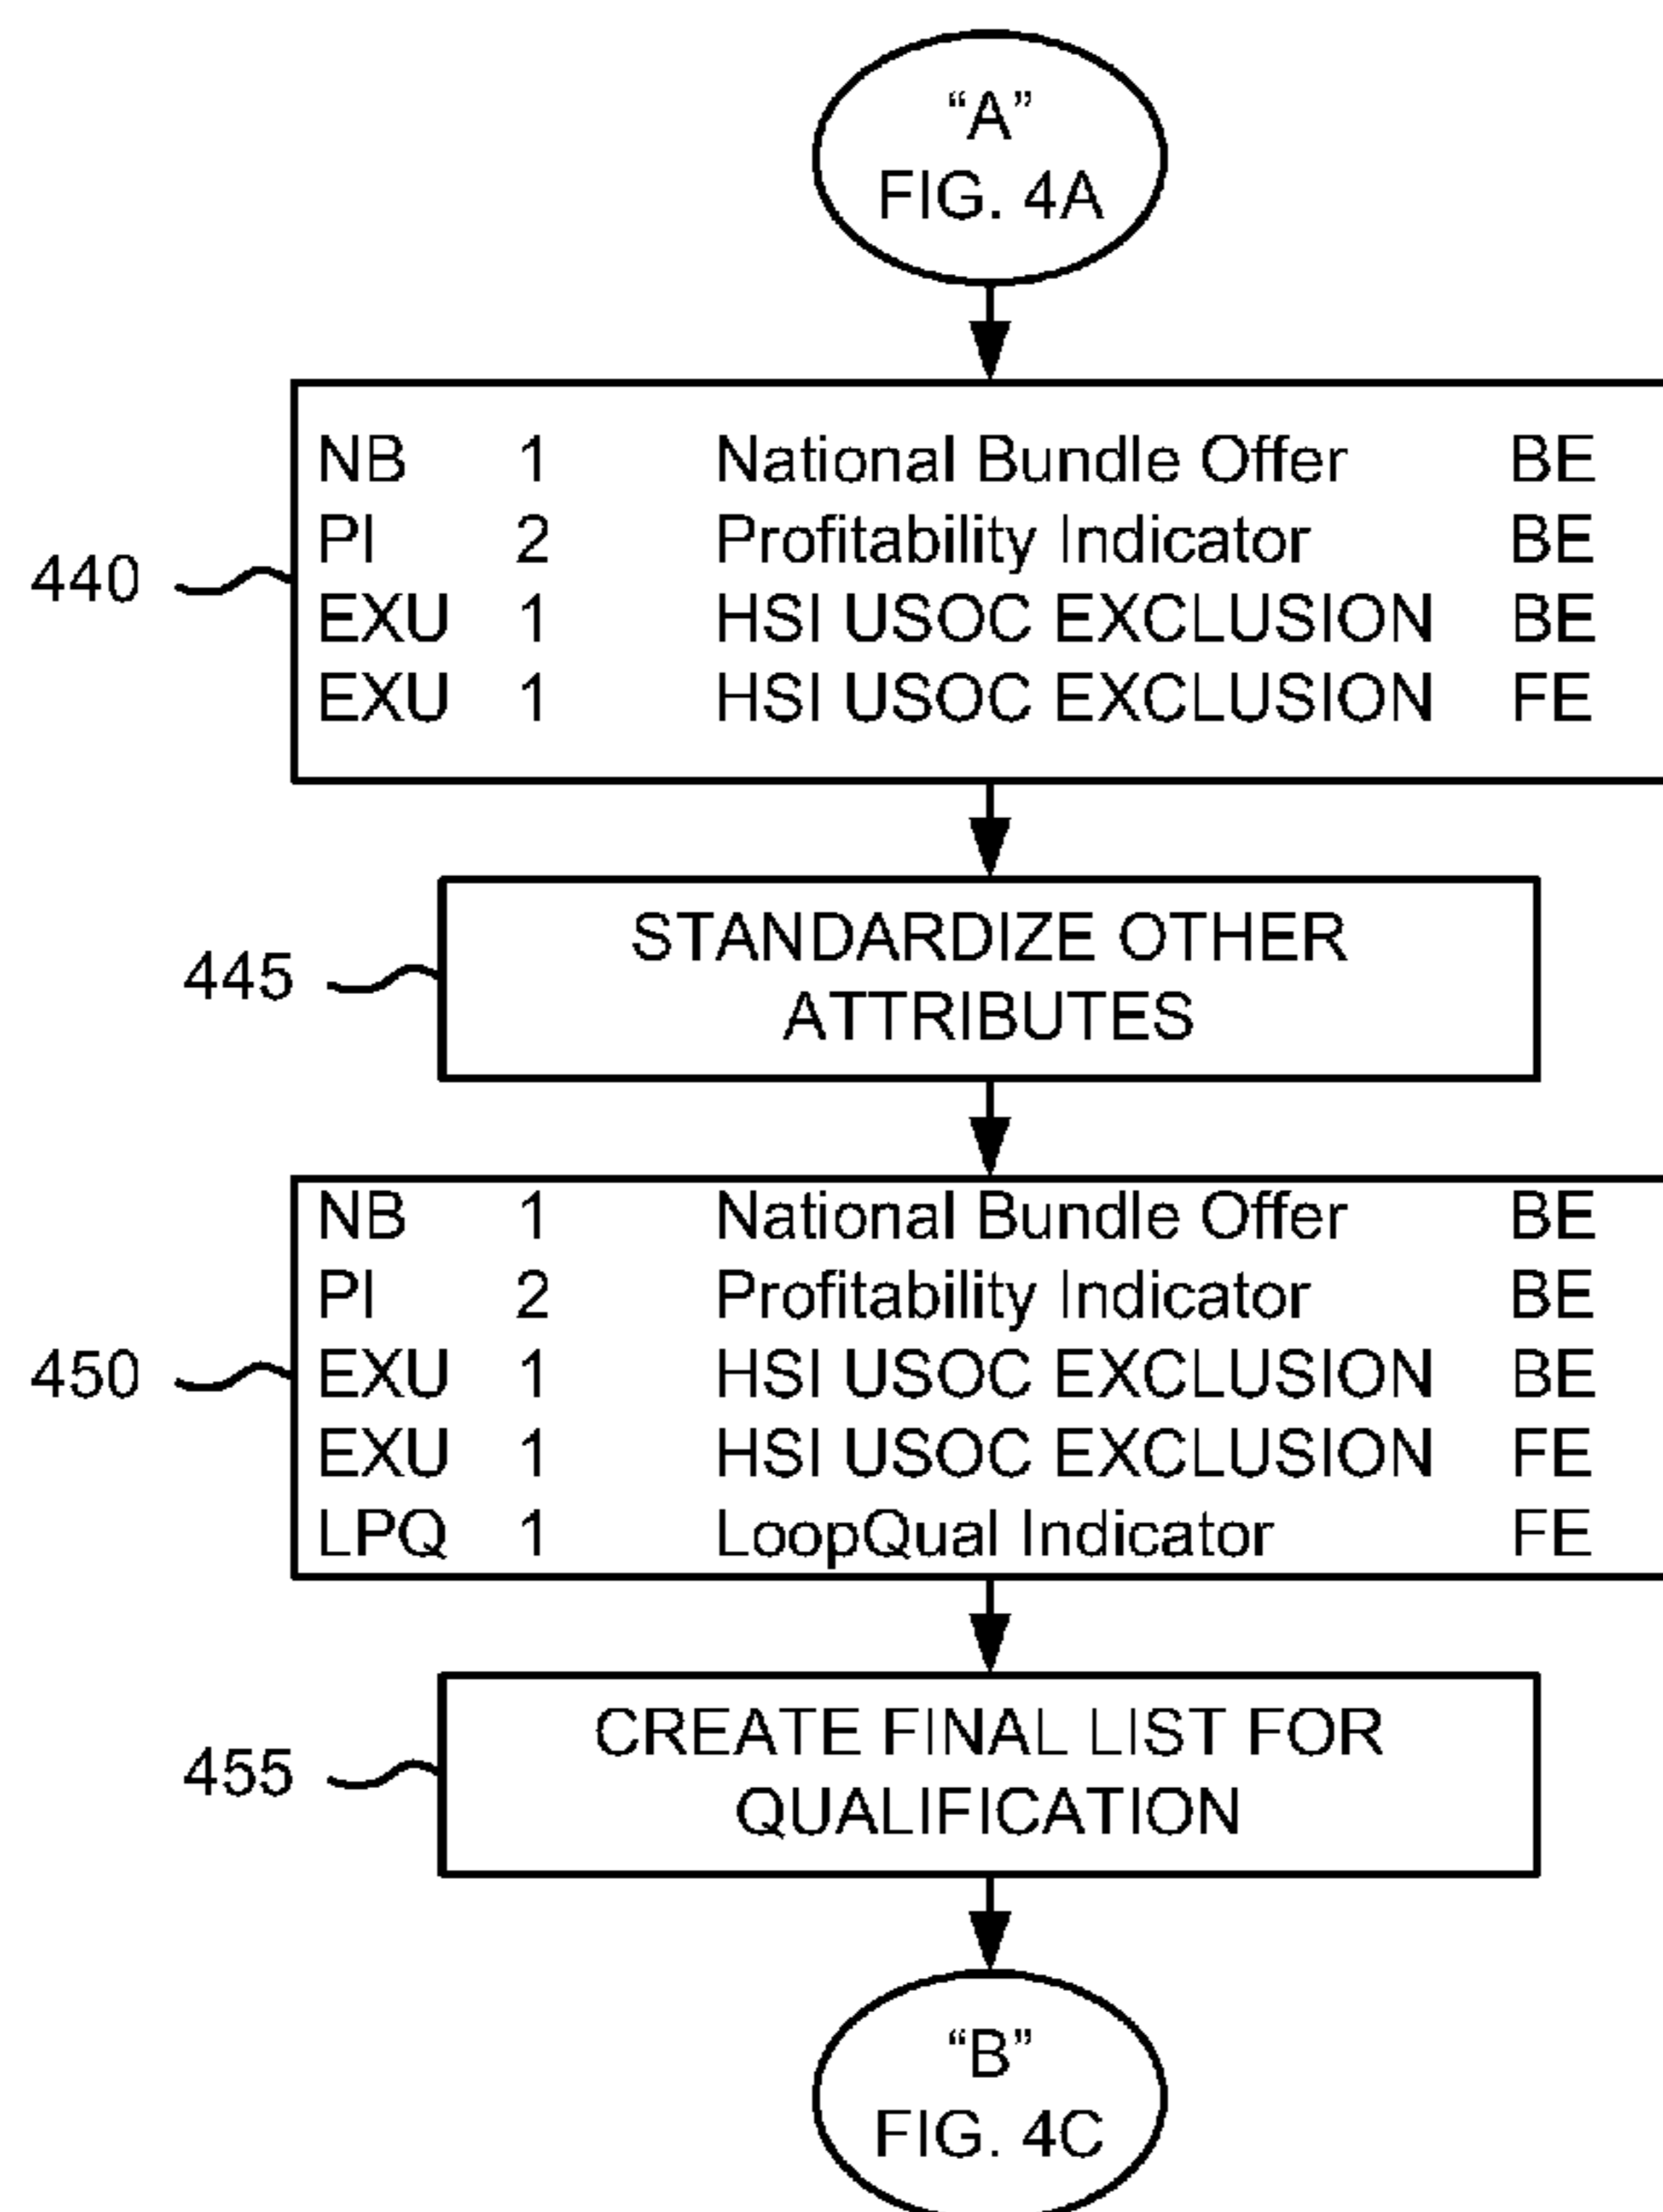 “A”
FIG. 4A
NB 1 National Bundle Offer BE
PI 2 Profitability Indicator BE
440
EXU 1 HSI USOC EXCLUSION BE
EXU 1 HSI USOC EXCLUSION FE
445
STANDARDIZE OTHER
ATTRIBUTES
NB 1 National Bundle Offer BE
PI 2 Profitability Indicator BE
450
EXU 1 HSI USOC EXCLUSION BE
EXU 1 HSI USOC EXCLUSION FE
LPQ 1 LoopQual Indicator FE
455
CREATE FINAL LIST FOR
QUALIFICATION
“B”
FIG. 4C